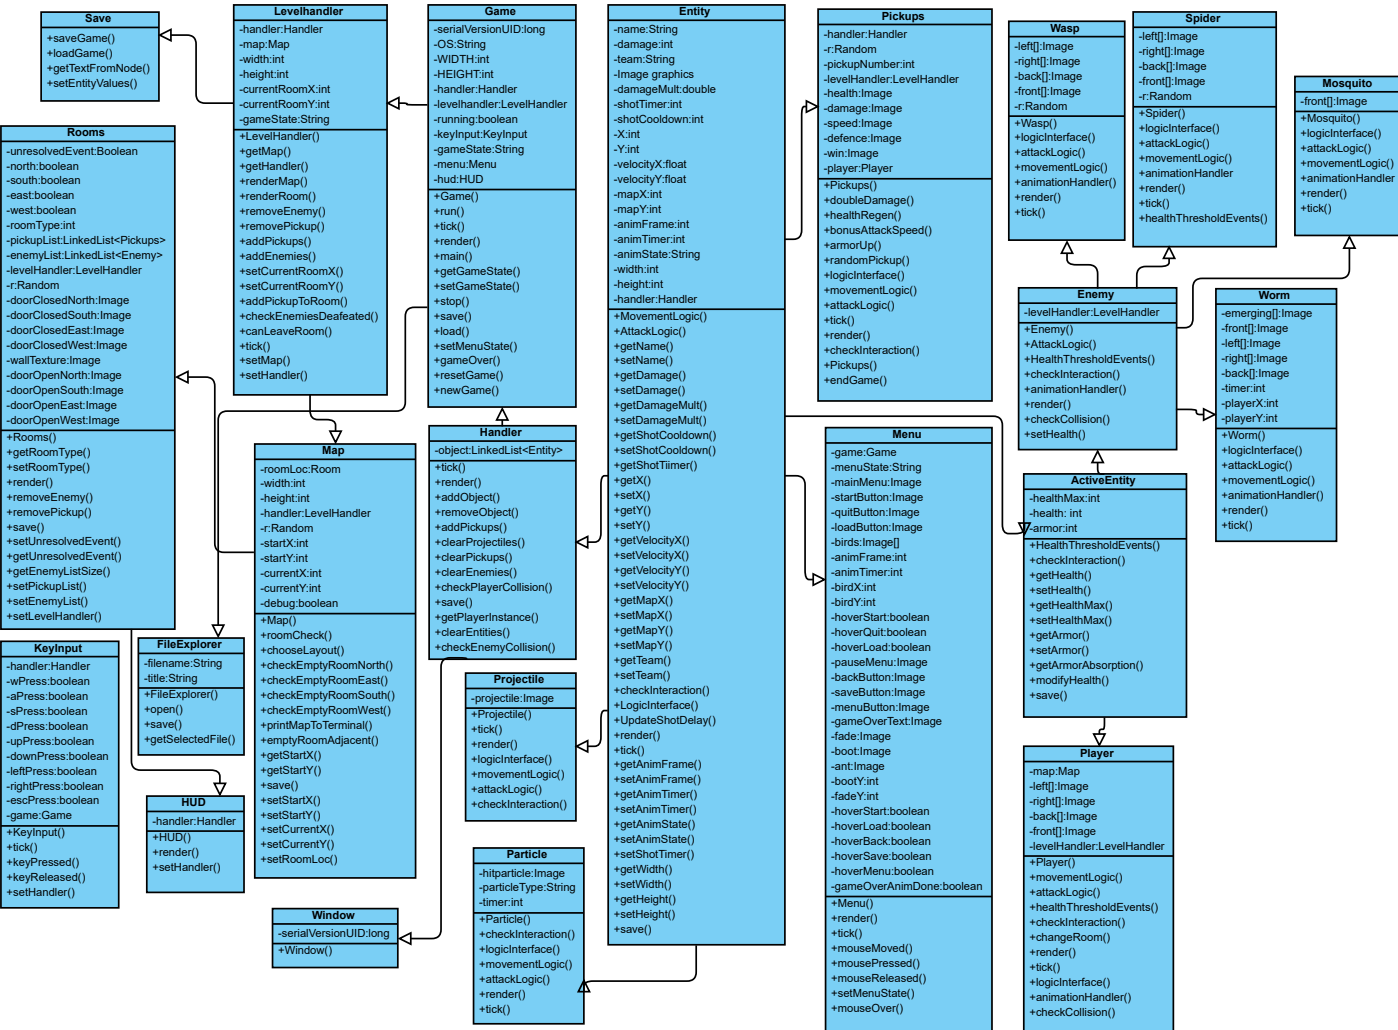 Save
+saveGame()
+loadGame()
+getTextFromNode()
+setEntityValues()
Levelhandler
-handler:Handler
-map:Map
-width:int
-height:int
-currentRoomX:int
-currentRoomY:int
-gameState:String
+LevelHandler()
+getMap()
+getHandler()
+renderMap()
+renderRoom()
+removeEnemy()
+removePickup()
+addPickups()
+addEnemies()
+setCurrentRoomX()
+setCurrentRoomY()
+addPickupToRoom()
+checkEnemiesDeafeated()
+canLeaveRoom()
+tick()
+setMap()
+setHandler()
Game
-serialVersionUID:long
-OS:String
-WIDTH:int
-HEIGHT:int
-handler:Handler
-levelhandler:LevelHandler
-running:boolean
-keyInput:KeyInput
-gameState:String
-menu:Menu
-hud:HUD
+Game()
+run()
+tick()
+render()
+main()
+getGameState()
+setGameState()
+stop()
+save()
+load()
+setMenuState()
+gameOver()
+resetGame()
+newGame()
Entity
-name:String
-damage:int
-team:String
-Image graphics
-damageMult:double
-shotTimer:int
-shotCooldown:int
-X:int
-Y:int
-velocityX:float
-velocityY:float
-mapX:int
-mapY:int
-animFrame:int
-animTimer:int
-animState:String
-width:int
-height:int
-handler:Handler
+MovementLogic()
+AttakLogic()
+getName()
+setName()
+getDamage()
+setDamage()
+getDamageMult()
+setDamageMult()
+getShotCooldown()
+setShotCooldown()
+getShotTiimer()
+getX()
+setX()
+getY()
+setY()
+getVelocityX()
+setVelocityX()
+getVelocityY()
+setVelocityY()
+getMapX()
+setMapX()
+getMapY()
+setMapY()
+getTeam()
+setTeam()
+checkInteraction()
+LogicInterface()
+UpdateShotDelay()
+render()
+tick()
+getAnimFrame()
+setAnimFrame()
+getAnimTimer()
+setAnimTimer()
+getAnimState()
+setAnimState()
+setShotTimer()
+getWidth()
+setWidth()
+getHeight()
+setHeight()
+save()
Pickups
-handler:Handler
-r:Random
-pickupNumber:int
-levelHandler:LevelHandler
-health:Image
-damage:Image
-speed:Image
-defence:Image
-win:Image
-player:Player
+Pickups()
+doubleDamage()
+healthRegen()
+bonusAttackSpeed()
+armorUp()
+randomPickup()
+logicInterface()
+movementLogic()
+attakLogic()
+tick()
+render()
+checkInteraction()
+Pickups()
+endGame()
Wasp
-left[]:Image
-right[]:Image
-back[]:Image
-front[]:Image
-r:Random
+Wasp()
+logicInterface()
+attakLogic()
+movementLogic()
+animationHandler()
+render()
+tick()
Spider
-left[]:Image
-right[]:Image
-back[]:Image
-front[]:Image
-r:Random
+Spider()
+logicInterface()
+attakLogic()
+movementLogic()
+animationHandler
+render()
+tick()
+healthThresholdEvents()
Mosquito
-front[]:Image
+Mosquito()
+logicInterface()
+attakLogic()
+movementLogic()
+animationHandler
+render()
+tick()
Rooms
-unresolvedEvent:Boolean
-north:boolean
-south:boolean
-east:boolean
-west:boolean
-roomType:int
-pickupList:LinkedList<Pickups>
-enemyList:LinkedList<Enemy>
-levelHandler:LevelHandler
-r:Random
-doorClosedNorth:Image
-doorClosedSouth:Image
-doorClosedEast:Image
-doorClosedWest:Image
-wallTexture:Image
-doorOpenNorth:Image
-doorOpenSouth:Image
-doorOpenEast:Image
-doorOpenWest:Image
+Rooms()
+getRoomType()
+setRoomType()
+render()
+removeEnemy()
+removePickup()
+save()
+setUnresolvedEvent()
+getUnresolvedEvent()
+getEnemyListSize()
+setPickupList()
+setEnemyList()
+setLevelHandler()
Enemy
-levelHandler:LevelHandler
+Enemy()
+AttakLogic()
+HealthThresholdEvents()
+checkInteraction()
+animationHandler()
+render()
+checkCollision()
+setHealth()
Worm
-emerging[]:Image
-front[]:Image
-left[]:Image
-right[]:Image
-back[]:Image
-timer:int
-playerX:int
-playerY:int
+Worm()
+logicInterface()
+attakLogic()
+movementLogic()
+animationHandler()
+render()
+tick()
Handler
-object:LinkedList<Entity>
+tick()
+render()
+addObject()
+removeObject()
+addPickups()
+clearProjectiles()
+clearPickups()
+clearEnemies()
+checkPlayerCollision()
+save()
+getPlayerInstance()
+clearEntities()
+checkEnemyCollision()
Map
-roomLoc:Room
-width:int
-height:int
-handler:LevelHandler
-r:Random
-startX:int
-startY:int
-currentX:int
-currentY:int
-debug:boolean
+Map()
+roomCheck()
+chooseLayout()
+checkEmptyRoomNorth()
+checkEmptyRoomEast()
+checkEmptyRoomSouth()
+checkEmptyRoomWest()
+printMapToTerminal()
+emptyRoomAdjacent()
+getStartX()
+getStartY()
+save()
+setStartX()
+setStartY()
+setCurrentX()
+setCurrentY()
+setRoomLoc()
Menu
-game:Game
-menuState:String
-mainMenu:Image
-startButton:Image
-quitButton:Image
-loadButton:Image
-birds:Image[]
-animFrame:int
-animTimer:int
-birdX:int
-birdY:int
-hoverStart:boolean
-hoverQuit:boolean
-hoverLoad:boolean
-pauseMenu:Image
-backButton:Image
-saveButton:Image
-menuButton:Image
-gameOverText:Image
-fade:Image
-boot:Image
-ant:Image
-bootY:int
-fadeY:int
-hoverStart:boolean
-hoverLoad:boolean
-hoverBack:boolean
-hoverSave:boolean
-hoverMenu:boolean
-gameOverAnimDone:boolean
+Menu()
+render()
+tick()
+mouseMoved()
+mousePressed()
+mouseReleased()
+setMenuState()
+mouseOver()
ActiveEntity
-healthMax:int
-health: int
-armor:int
+HealthThresholdEvents()
+checkInteraction()
+getHealth()
+setHealth()
+getHealthMax()
+setHealthMax()
+getArmor()
+setArmor()
+getArmorAbsorption()
+modifyHealth()
+save()
KeyInput
-handler:Handler
-wPress:boolean
-aPress:boolean
-sPress:boolean
-dPress:boolean
-upPress:boolean
-downPress:boolean
-leftPress:boolean
-rightPress:boolean
-escPress:boolean
-game:Game
+KeyInput()
+tick()
+keyPressed()
+keyReleased()
+setHandler()
FileExplorer
-filename:String
-title:String
+FileExplorer()
+open()
+save()
+getSelectedFile()
Projectile
-projectile:Image
+Projectile()
+tick()
+render()
+logicInterface()
+movementLogic()
+attakLogic()
+checkInteraction()
Player
-map:Map
-left[]:Image
-right[]:Image
-back[]:Image
-front[]:Image
-levelHandler:LevelHandler
+Player()
+movementLogic()
+attakLogic()
+healthThresholdEvents()
+checkInteraction()
+changeRoom()
+render()
+tick()
+logicInterface()
+animationHandler()
+checkCollision()
HUD
-handler:Handler
+HUD()
+render()
+setHandler()
Particle
-hitparticle:Image
-particleType:String
-timer:int
+Particle()
+checkInteraction()
+logicInterface()
+movementLogic()
+attakLogic()
+render()
+tick()
Window
-serialVersionUID:long
+Window()